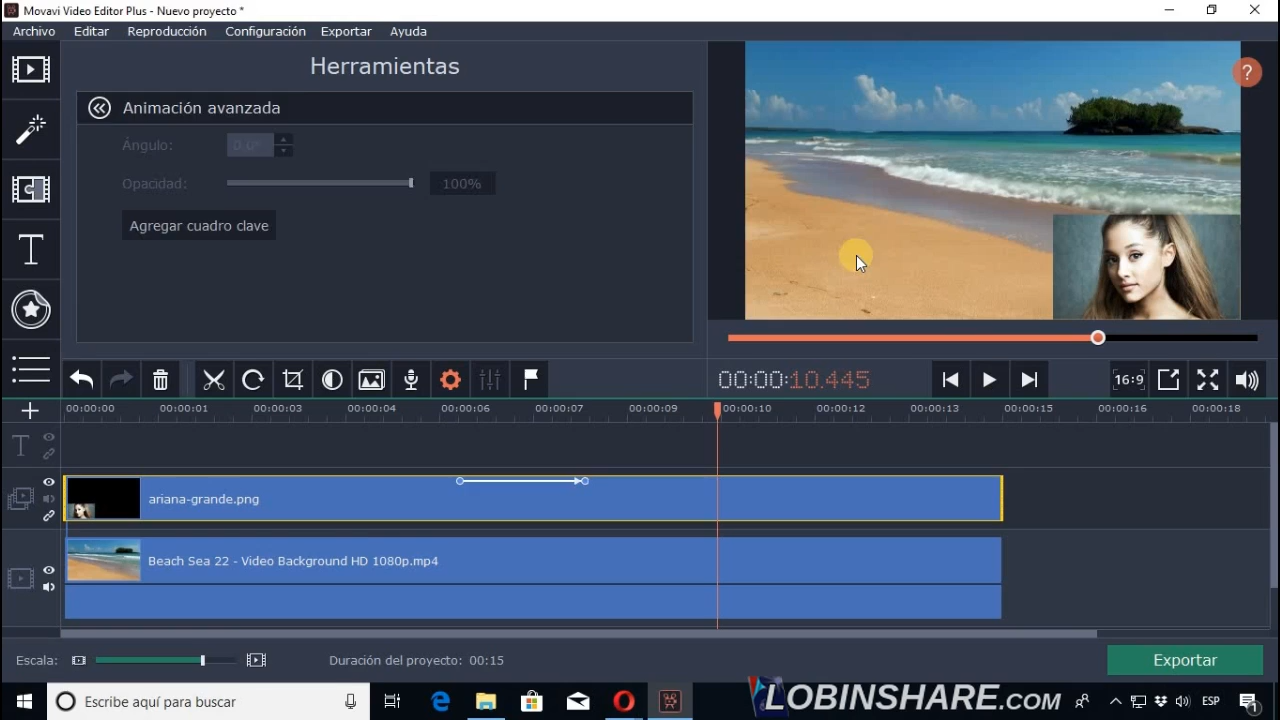 Movavi Video Editor Plus - Nuevo proyecto *
Archivo Editar Reproducción Configuración Exportar Ayuda
Herramientas
Animación avanzada
Ángulo: 0.0°
Opacidad: 100%
Agregar cuadro clave
?
00:00:10.445
16:9
00:00:00 00:00:01 00:00:03 00:00:04 00:00:06 00:00:07 00:00:09 00:00:10 00:00:12 00:00:13 00:00:15 00:00:16 00:00:18
T
ariana-grande.png
Beach Sea 22 - Video Background HD 1080p.mp4
Escala:
Duración del proyecto: 00:15
Exportar
Escribe aquí para buscar
LOBINSHARE.COM
ESP
1